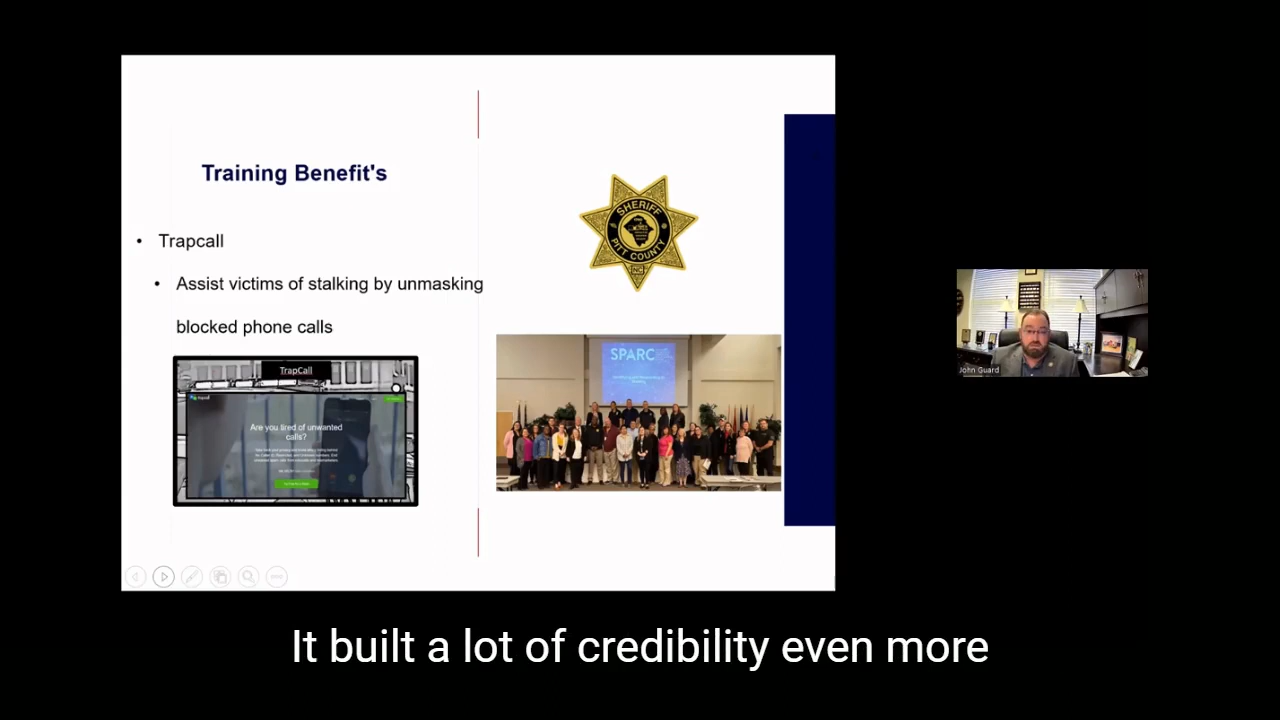 Training Benefit's
• Trapcall
• Assist victims of stalking by unmasking
blocked phone calls
TrapCall
Are you tired of unwanted
calls?
SHERIFF
PITT COUNTY
NC
SPARC
John Guard
It built a lot of credibility even more